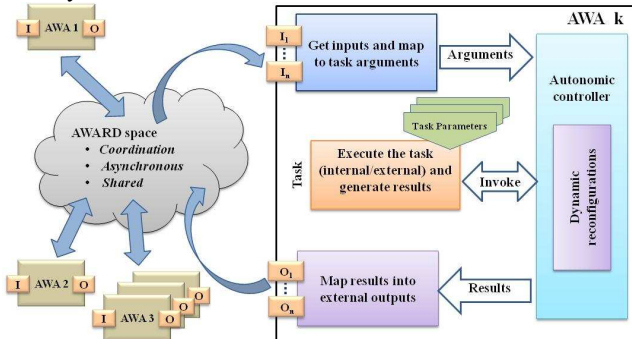 AWA k
I AWA 1 O
AWARD space
• Coordination
• Asynchronous
• Shared
I AWA 2 O
I AWA 3 O O O
I1
In
Get inputs and map
to task arguments
Arguments
Autonomic
controller
Task Parameters
Task
Execute the task
(internal/external) and
generate results
Invoke
Dynamic
reconfigurations
O1
On
Map results into
external outputs
Results